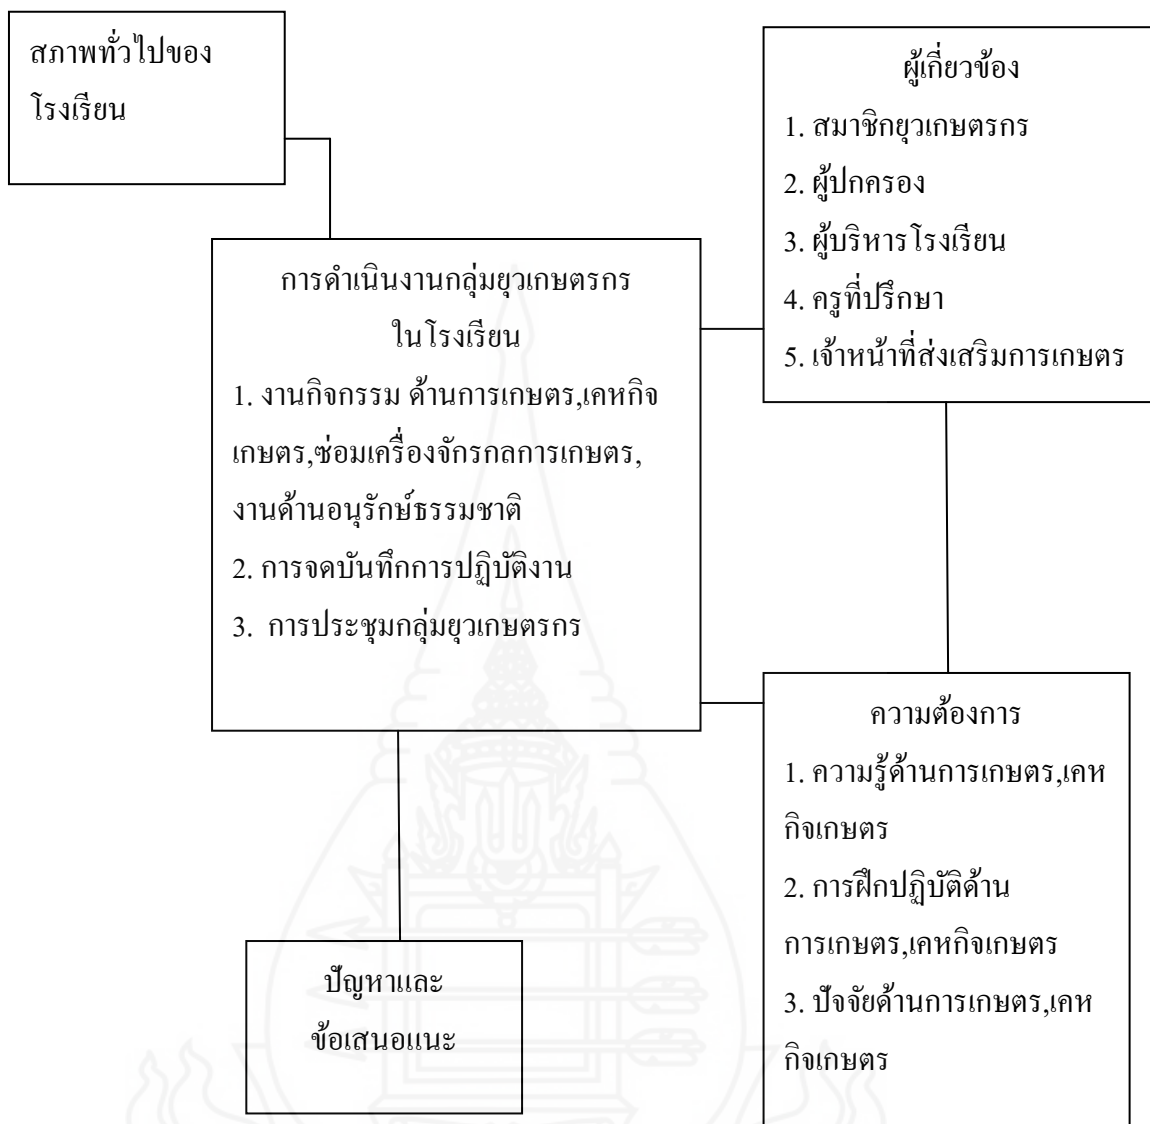 สภาพทั่วไปของ
โรงเรียน
ผู้เกี่ยวข้อง
1. สมาชิกยุวเกษตรกร
2. ผู้ปกครอง
3. ผู้บริหารโรงเรียน
4. ครูที่ปรึกษา
5. เจ้าหน้าที่ส่งเสริมการเกษตร
การดำเนินงานกลุ่มยุวเกษตรกร
ในโรงเรียน
1. งานกิจกรรม ด้านการเกษตร,เคหกิจ
เกษตร,ซ่อมเครื่องจักรกลการเกษตร,
งานด้านอนุรักษ์ธรรมชาติ
2. การจดบันทึกการปฏิบัติงาน
3. การประชุมกลุ่มยุวเกษตรกร
ความต้องการ
1. ความรู้ด้านการเกษตร,เคห
กิจเกษตร
2. การฝึกปฏิบัติด้าน
การเกษตร,เคหกิจเกษตร
3. ปัจจัยด้านการเกษตร,เคห
กิจเกษตร
ปัญหาและ
ข้อเสนอแนะ